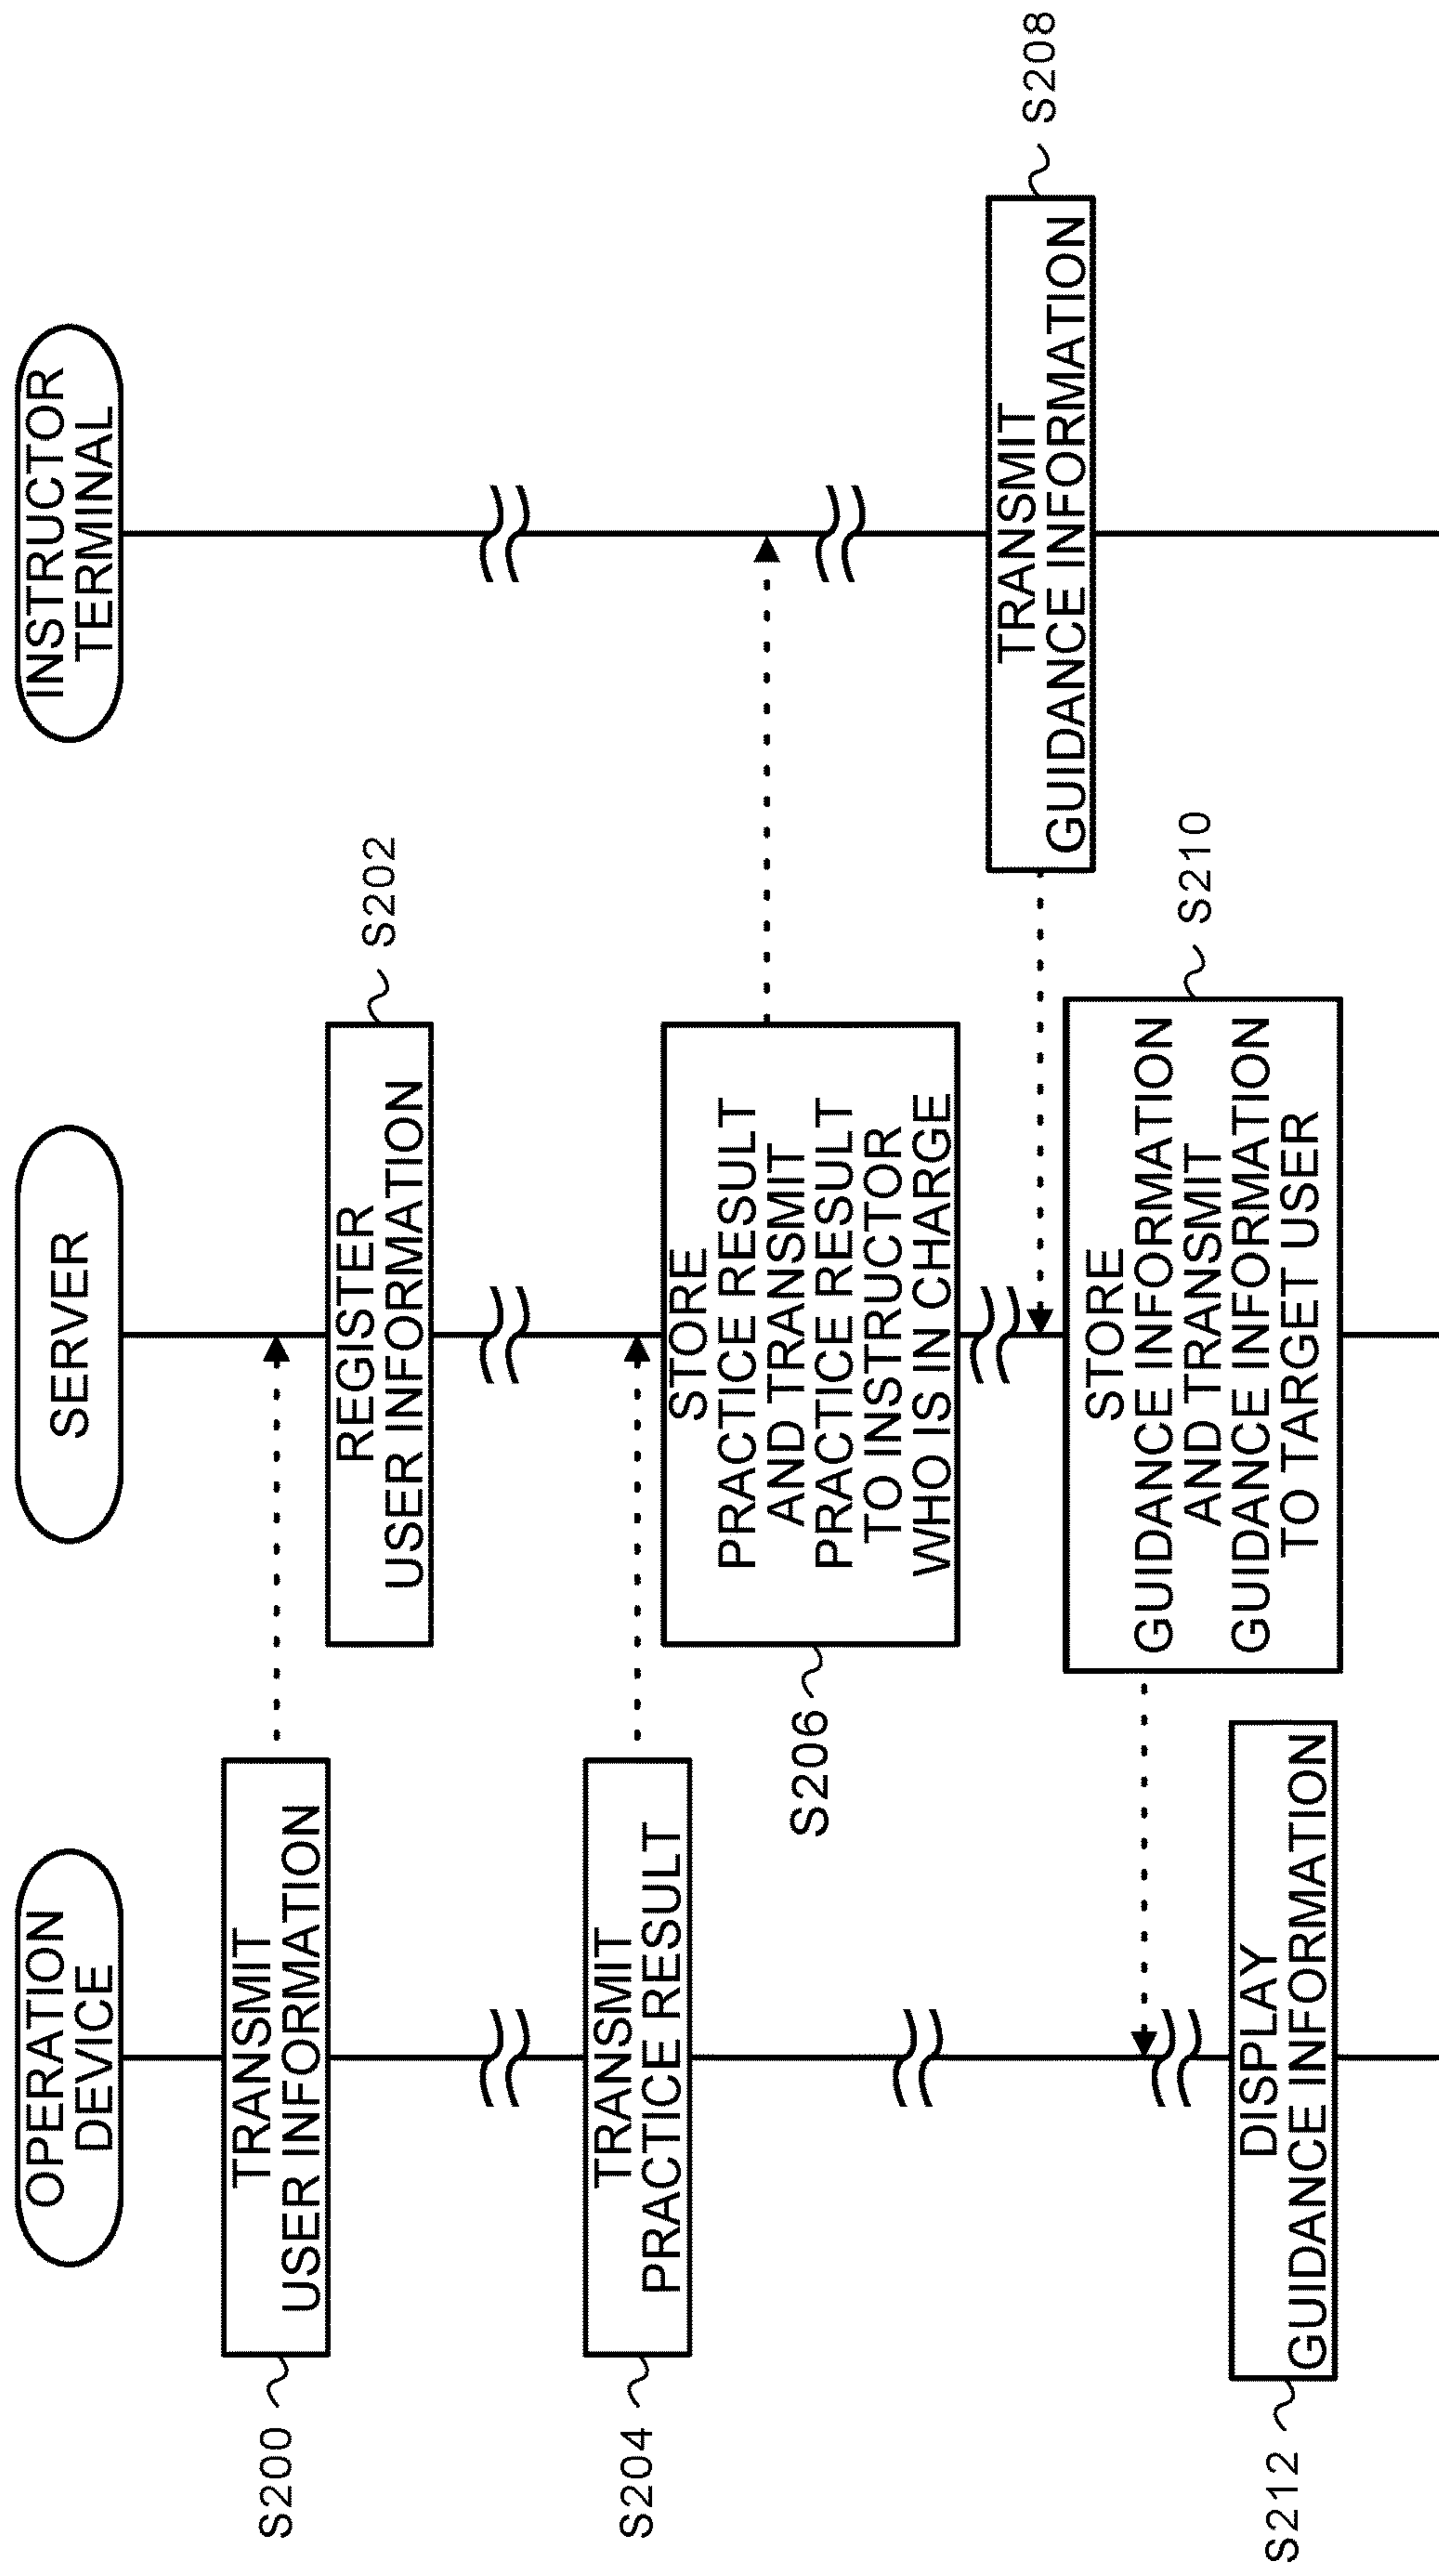 OPERATION
DEVICE
SERVER
INSTRUCTOR
TERMINAL
S200
TRANSMIT
USER INFORMATION
REGISTER
USER INFORMATION
S202
S204
TRANSMIT
PRACTICE RESULT
STORE
PRACTICE RESULT
AND TRANSMIT
PRACTICE RESULT
TO INSTRUCTOR
WHO IS IN CHARGE
S206
TRANSMIT
GUIDANCE INFORMATION
S208
STORE
GUIDANCE INFORMATION
AND TRANSMIT
GUIDANCE INFORMATION
TO TARGET USER
S210
S212
DISPLAY
GUIDANCE INFORMATION